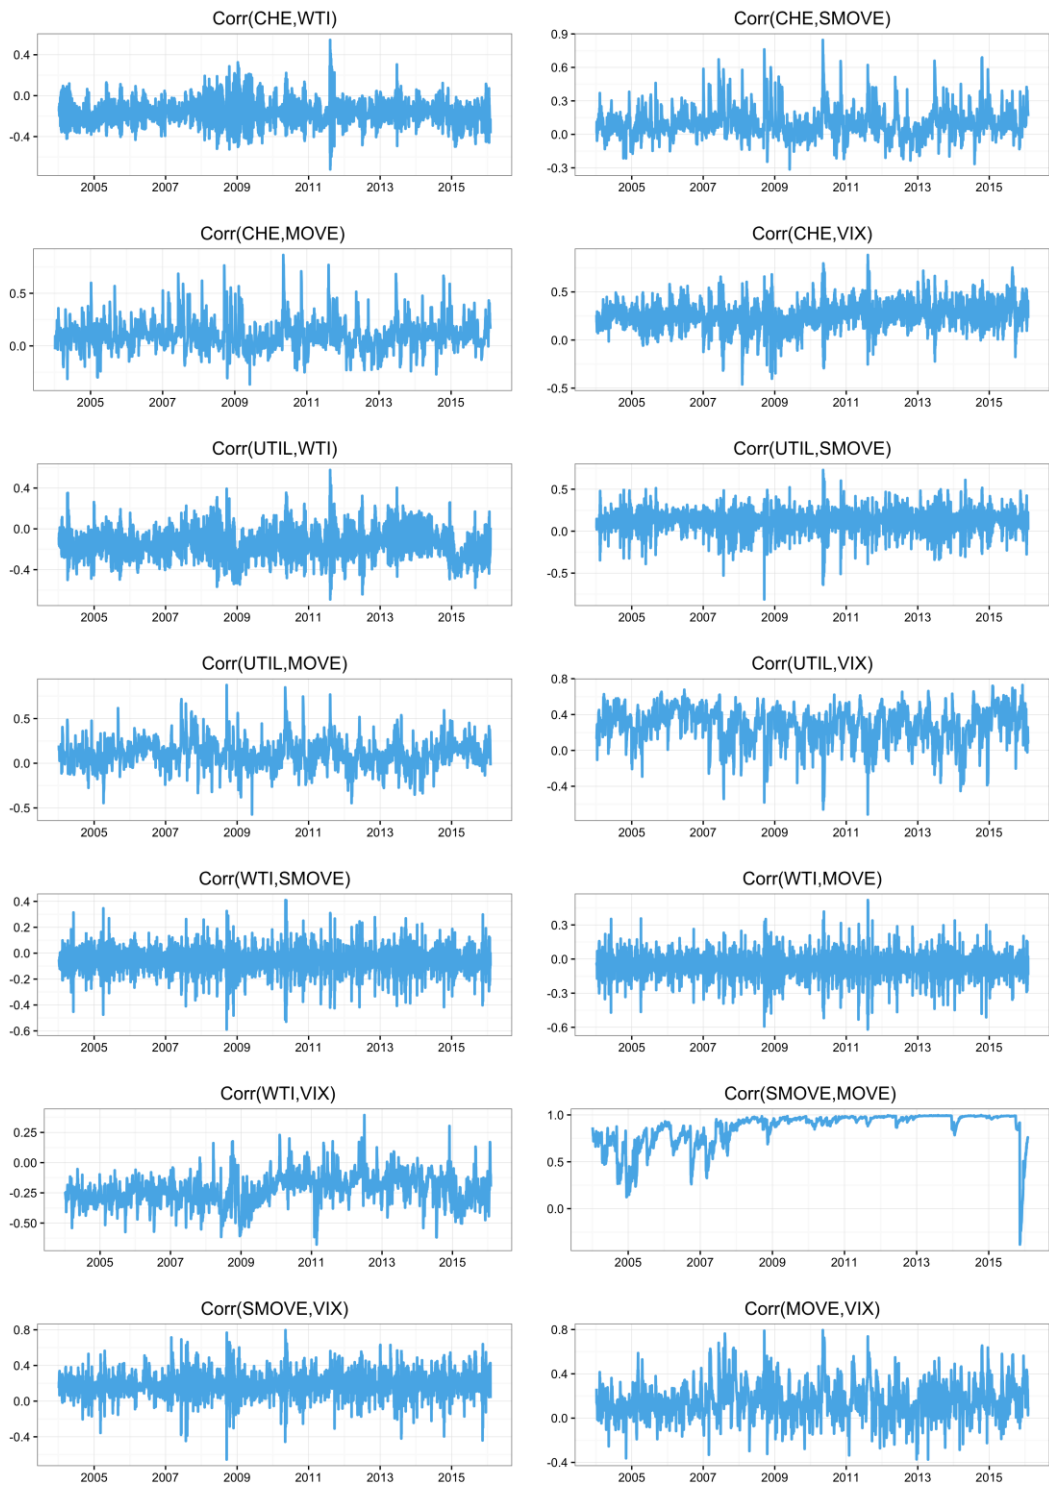 Corr(CHE,WTI)
0.4
0.0
-0.4
2005 2007 2009 2011 2013 2015
Corr(CHE,SMOVE)
0.9
0.6
0.3
0.0
-0.3
2005 2007 2009 2011 2013 2015
Corr(CHE,MOVE)
0.5
0.0
2005 2007 2009 2011 2013 2015
Corr(CHE,VIX)
0.5
0.0
-0.5
2005 2007 2009 2011 2013 2015
Corr(UTIL,WTI)
0.4
0.0
-0.4
2005 2007 2009 2011 2013 2015
Corr(UTIL,SMOVE)
0.5
0.0
-0.5
2005 2007 2009 2011 2013 2015
Corr(UTIL,MOVE)
0.5
0.0
-0.5
2005 2007 2009 2011 2013 2015
Corr(UTIL,VIX)
0.8
0.4
0.0
-0.4
2005 2007 2009 2011 2013 2015
Corr(WTI,SMOVE)
0.4
0.2
0.0
-0.2
-0.4
-0.6
2005 2007 2009 2011 2013 2015
Corr(WTI,MOVE)
0.3
0.0
-0.3
-0.6
2005 2007 2009 2011 2013 2015
Corr(WTI,VIX)
0.25
0.00
-0.25
-0.50
2005 2007 2009 2011 2013 2015
Corr(SMOVE,MOVE)
1.0
0.5
0.0
2005 2007 2009 2011 2013 2015
Corr(SMOVE,VIX)
0.8
0.4
0.0
-0.4
2005 2007 2009 2011 2013 2015
Corr(MOVE,VIX)
0.8
0.4
0.0
-0.4
2005 2007 2009 2011 2013 2015